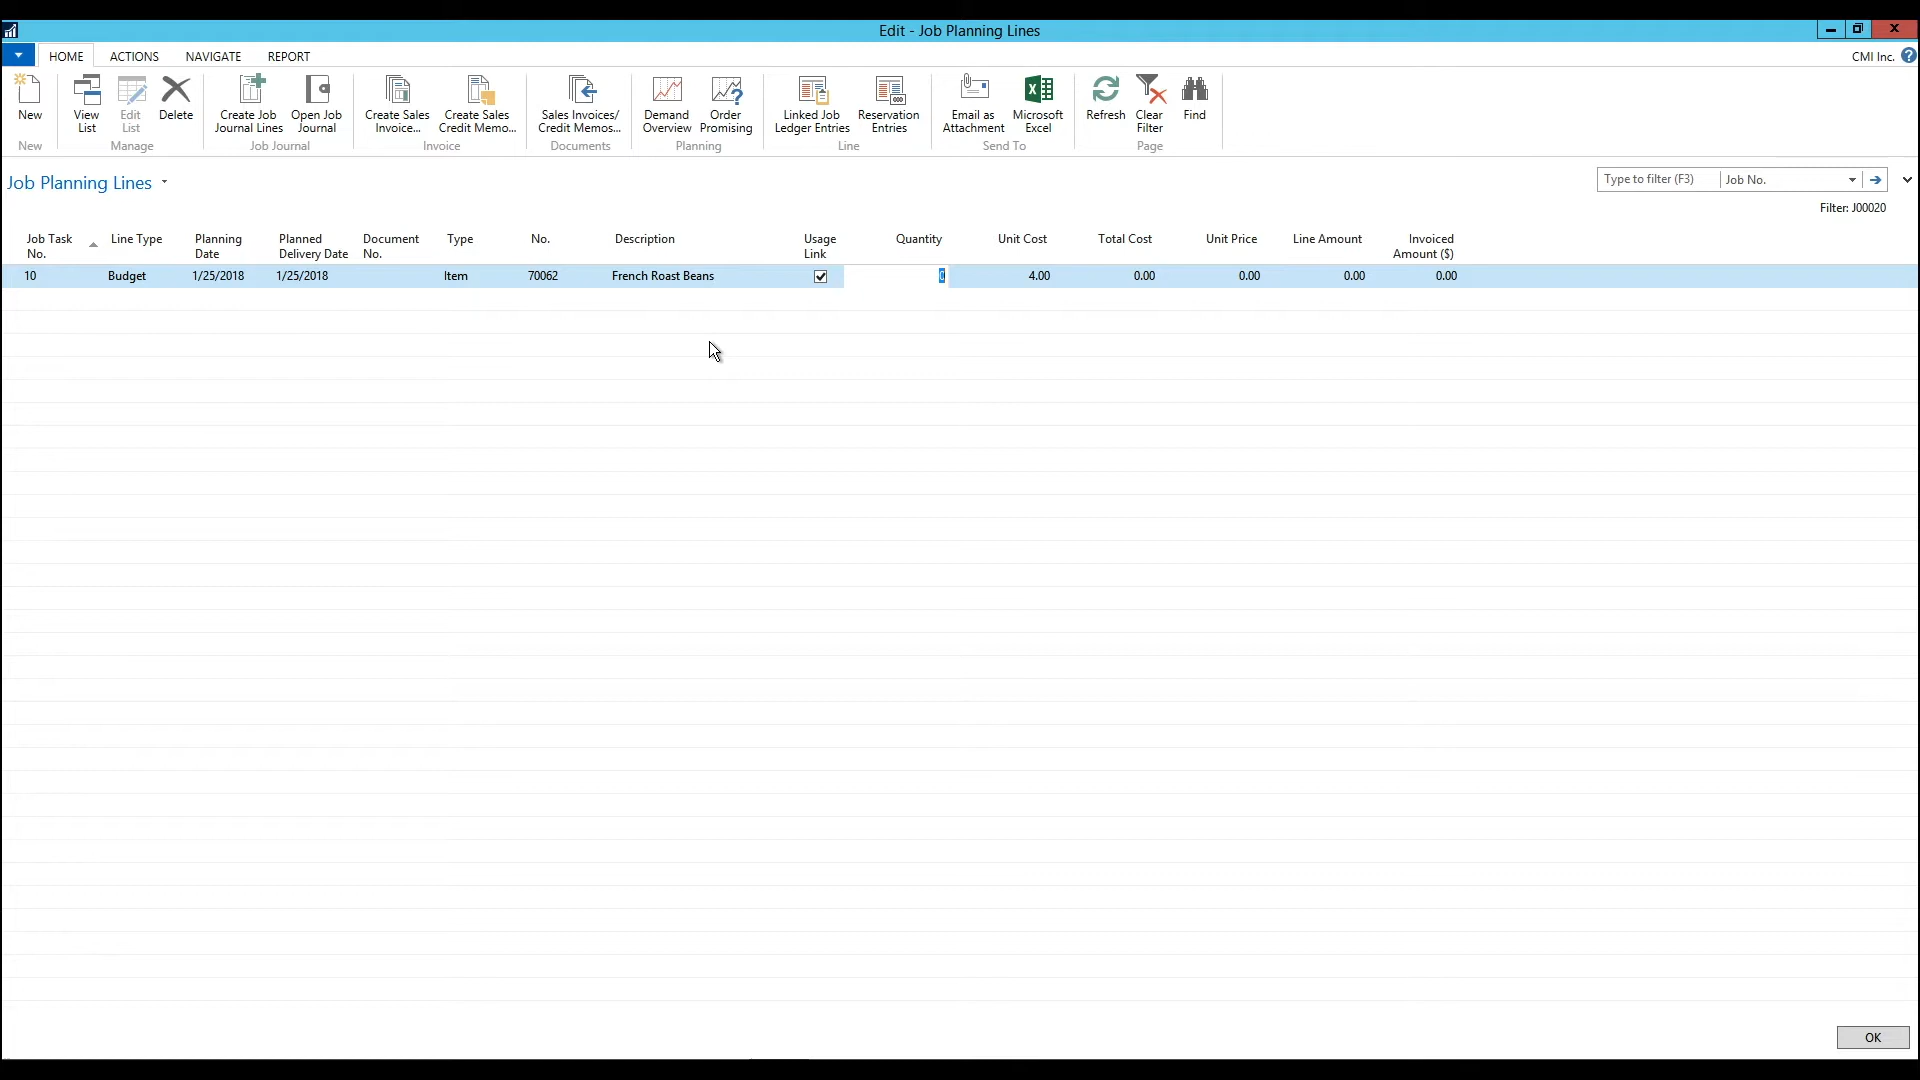 Edit - Job Planning Lines
HOME ACTIONS NAVIGATE REPORT
CMI Inc.
New
View
List
Edit
List
Delete
Create Job
Journal Lines
Open Job
Journal
Create Sales
Invoice...
Create Sales
Credit Memo...
Sales Invoices/
Credit Memos...
Demand
Overview
Order
Promising
Linked Job
Ledger Entries
Reservation
Entries
Email as
Attachment
Microsoft
Excel
Refresh
Clear
Filter
Find
New Manage Job Journal Invoice Documents Planning Line Send To Page
Job Planning Lines
Type to filter (F3) Job No.
Filter: J00020
Job Task
No.
Line Type
Planning
Date
Planned
Delivery Date
Document
No.
Type
No.
Description
Usage
Link
Quantity
Unit Cost
Total Cost
Unit Price
Line Amount
Invoiced
Amount ($)
10 Budget 1/25/2018 1/25/2018 Item 70062 French Roast Beans 0 4.00 0.00 0.00 0.00 0.00
OK